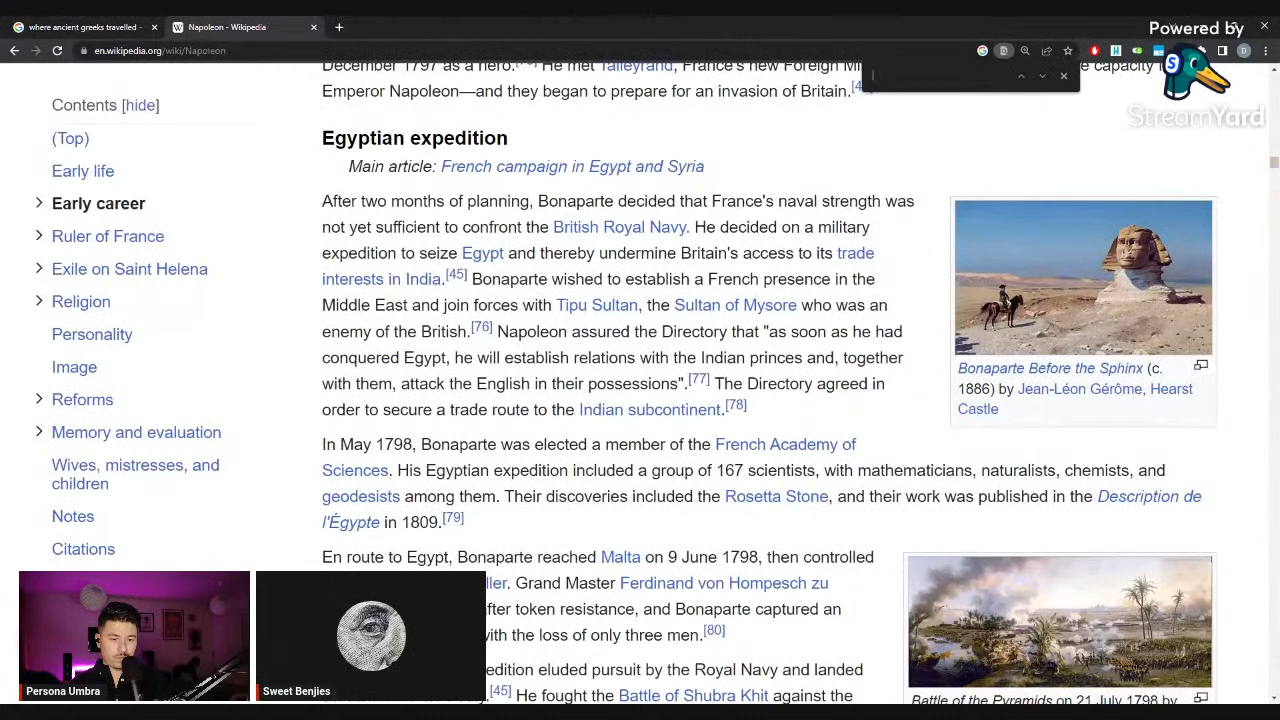 where ancient greeks travelled -
Napoleon - Wikipedia
Powered by
StreamYard
en.wikipedia.org/wiki/Napoleon
December 1797 as a hero. He met Talleyrand, France's new Foreign
e capacity
Emperor Napoleon—and they began to prepare for an invasion of Britain.
Contents [hide]
(Top)
Early life
Early career
Ruler of France
Exile on Saint Helena
Religion
Personality
Image
Reforms
Memory and evaluation
Wives, mistresses, and
children
Notes
Citations
Egyptian expedition
Main article: French campaign in Egypt and Syria
After two months of planning, Bonaparte decided that France's naval strength was
not yet sufficient to confront the British Royal Navy. He decided on a military
expedition to seize Egypt and thereby undermine Britain's access to its trade
interests in India.[45] Bonaparte wished to establish a French presence in the
Middle East and join forces with Tipu Sultan, the Sultan of Mysore who was an
enemy of the British.[76] Napoleon assured the Directory that "as soon as he had
conquered Egypt, he will establish relations with the Indian princes and, together
with them, attack the English in their possessions".[77] The Directory agreed in
order to secure a trade route to the Indian subcontinent.[78]
Bonaparte Before the Sphinx (c.
1886) by Jean-Léon Gérôme, Hearst
Castle
In May 1798, Bonaparte was elected a member of the French Academy of
Sciences. His Egyptian expedition included a group of 167 scientists, with mathematicians, naturalists, chemists, and
geodesists among them. Their discoveries included the Rosetta Stone, and their work was published in the Description de
l'Égypte in 1809.[79]
En route to Egypt, Bonaparte reached Malta on 9 June 1798, then controlled
ller. Grand Master Ferdinand von Hompesch zu
fter token resistance, and Bonaparte captured an
with the loss of only three men.[80]
edition eluded pursuit by the Royal Navy and landed
[45] He fought the Battle of Shubra Khit against the
Battle of the Pyramids on 21 July 1798 by
Persona Umbra
Sweet Benjies